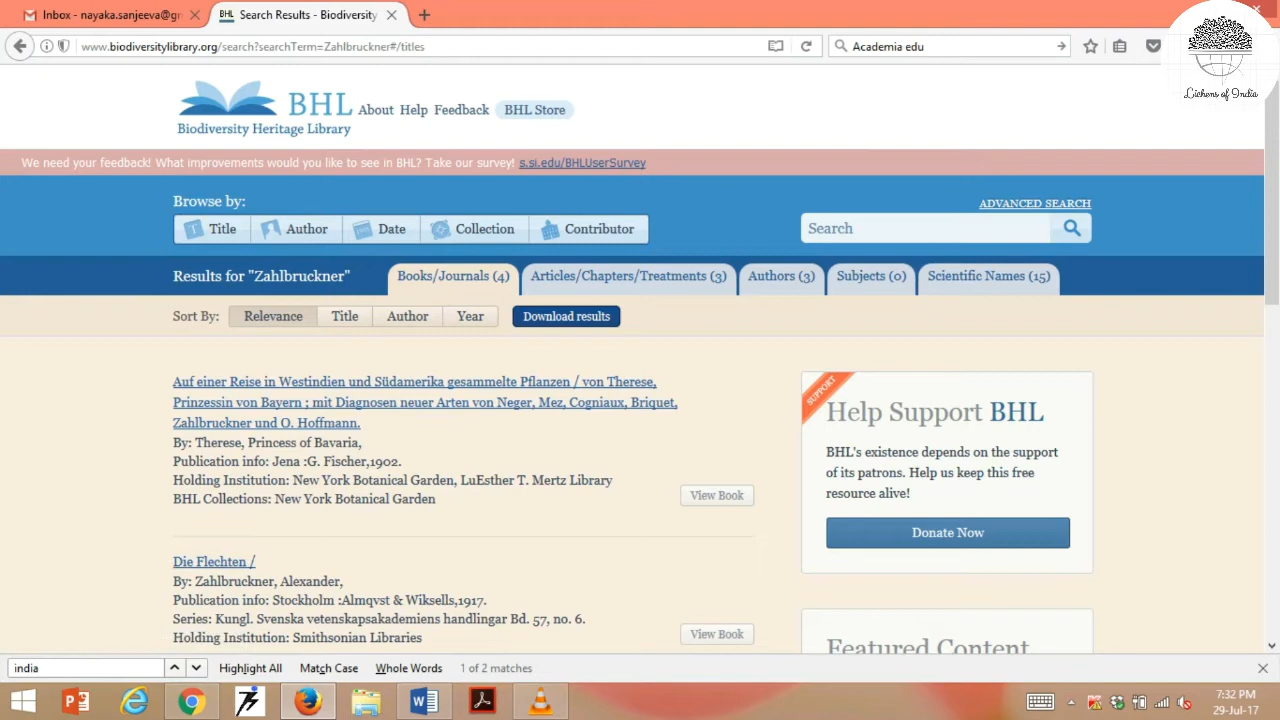 Inbox - nayaka.sanjeeva@gr
BHL Search Results - Biodiversity
www.biodiversitylibrary.org/search?searchTerm=Zahlbruckner#/titles
Academia edu
Lichens of India
BHL
Biodiversity Heritage Library
About Help Feedback BHL Store
We need your feedback! What improvements would you like to see in BHL? Take our survey! s.si.edu/BHLUserSurvey
Browse by:
ADVANCED SEARCH
Title Author Date Collection Contributor
Search
Results for "Zahlbruckner"
Books/Journals (4)
Articles/Chapters/Treatments (3)
Authors (3)
Subjects (0)
Scientific Names (15)
Sort By: Relevance Title Author Year Download results
Auf einer Reise in Westindien und Südamerika gesammelte Pflanzen / von Therese,
Prinzessin von Bayern ; mit Diagnosen neuer Arten von Neger, Mez, Cogniaux, Briquet,
Zahlbruckner und O. Hoffmann.
By: Therese, Princess of Bavaria,
Publication info: Jena :G. Fischer,1902.
Holding Institution: New York Botanical Garden, LuEsther T. Mertz Library
BHL Collections: New York Botanical Garden
View Book
SUPPORT
Help Support BHL
BHL's existence depends on the support
of its patrons. Help us keep this free
resource alive!
Donate Now
Die Flechten /
By: Zahlbruckner, Alexander,
Publication info: Stockholm :Almqvst & Wiksells,1917.
Series: Kungl. Svenska vetenskapsakademiens handlingar Bd. 57, no. 6.
Holding Institution: Smithsonian Libraries
View Book
Featured Content
india
Highlight All Match Case Whole Words 1 of 2 matches
7:32 PM
29-Jul-17